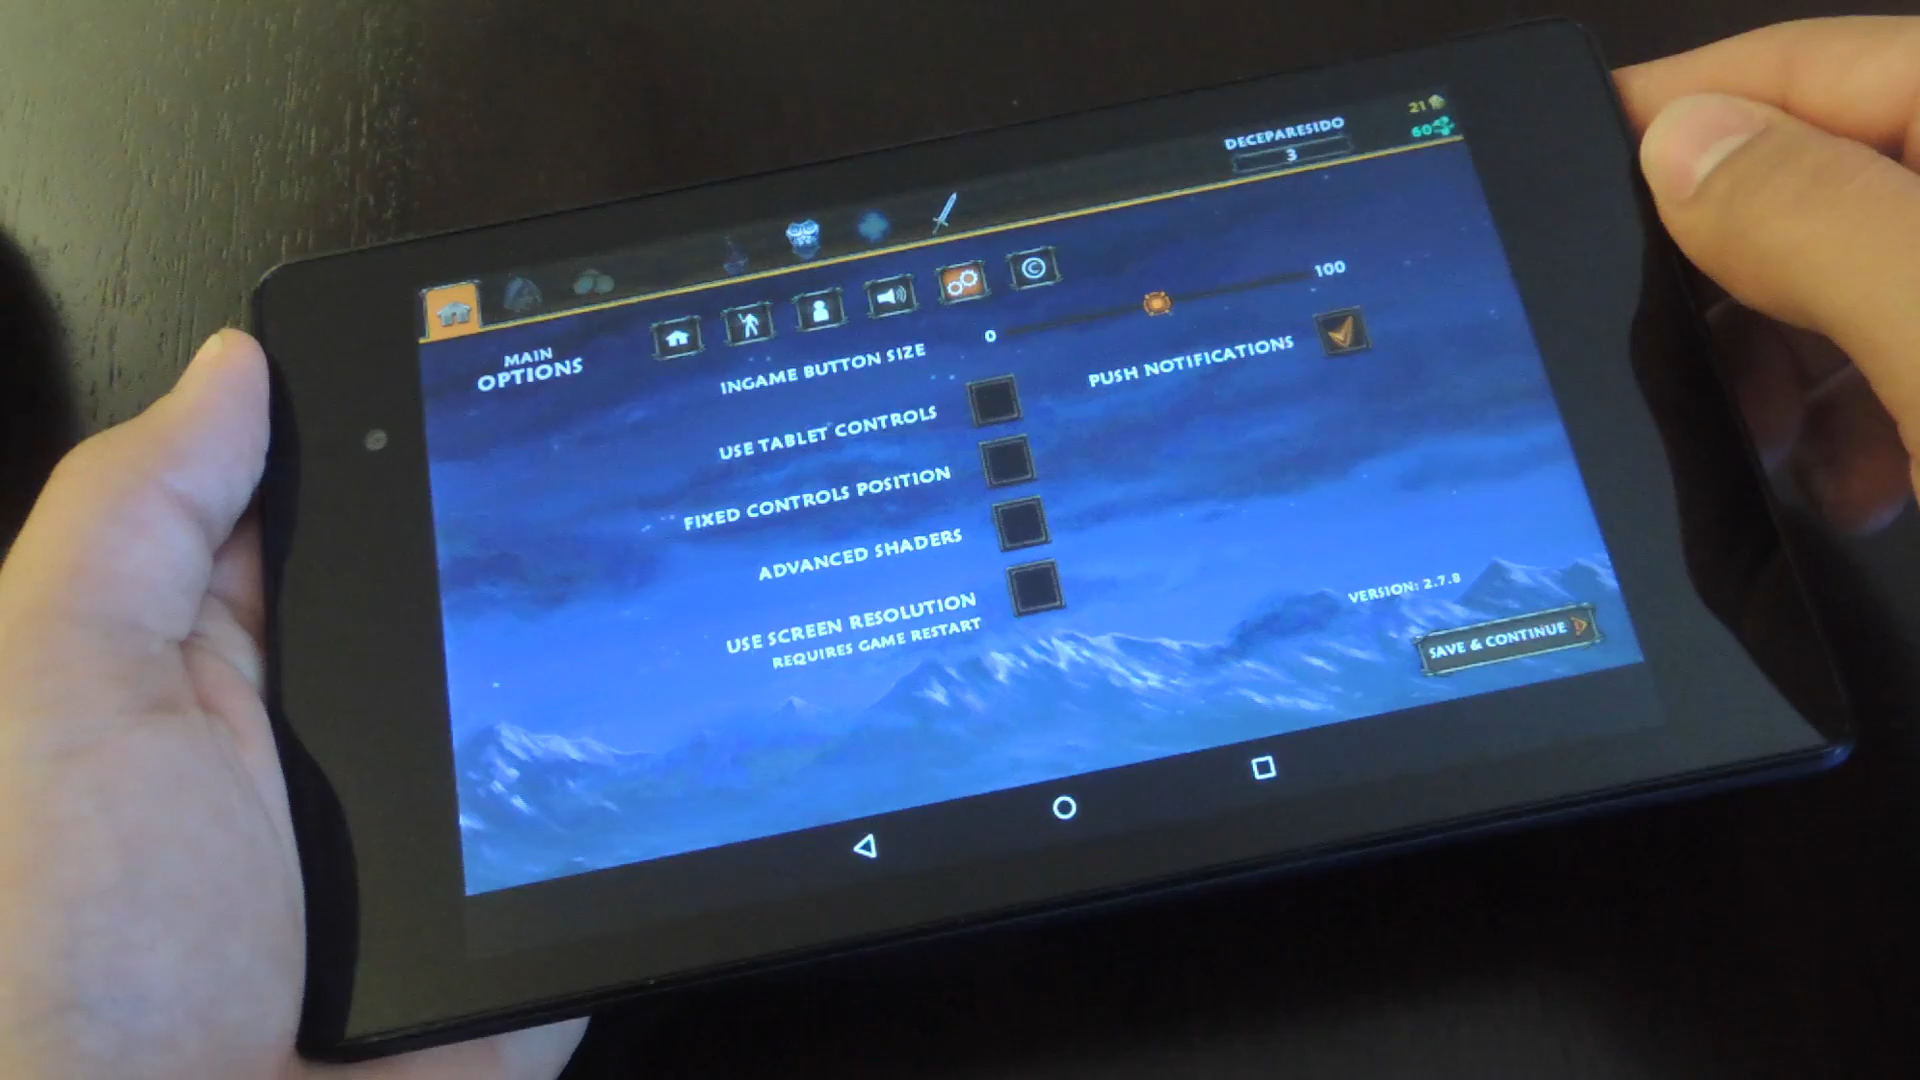 21
DECEPARESIDO
60
3
MAIN
OPTIONS
INGAME BUTTON SIZE
0
100
USE TABLET CONTROLS
PUSH NOTIFICATIONS
FIXED CONTROLS POSITION
ADVANCED SHADERS
USE SCREEN RESOLUTION
REQUIRES GAME RESTART
VERSION: 2.7.8
SAVE & CONTINUE